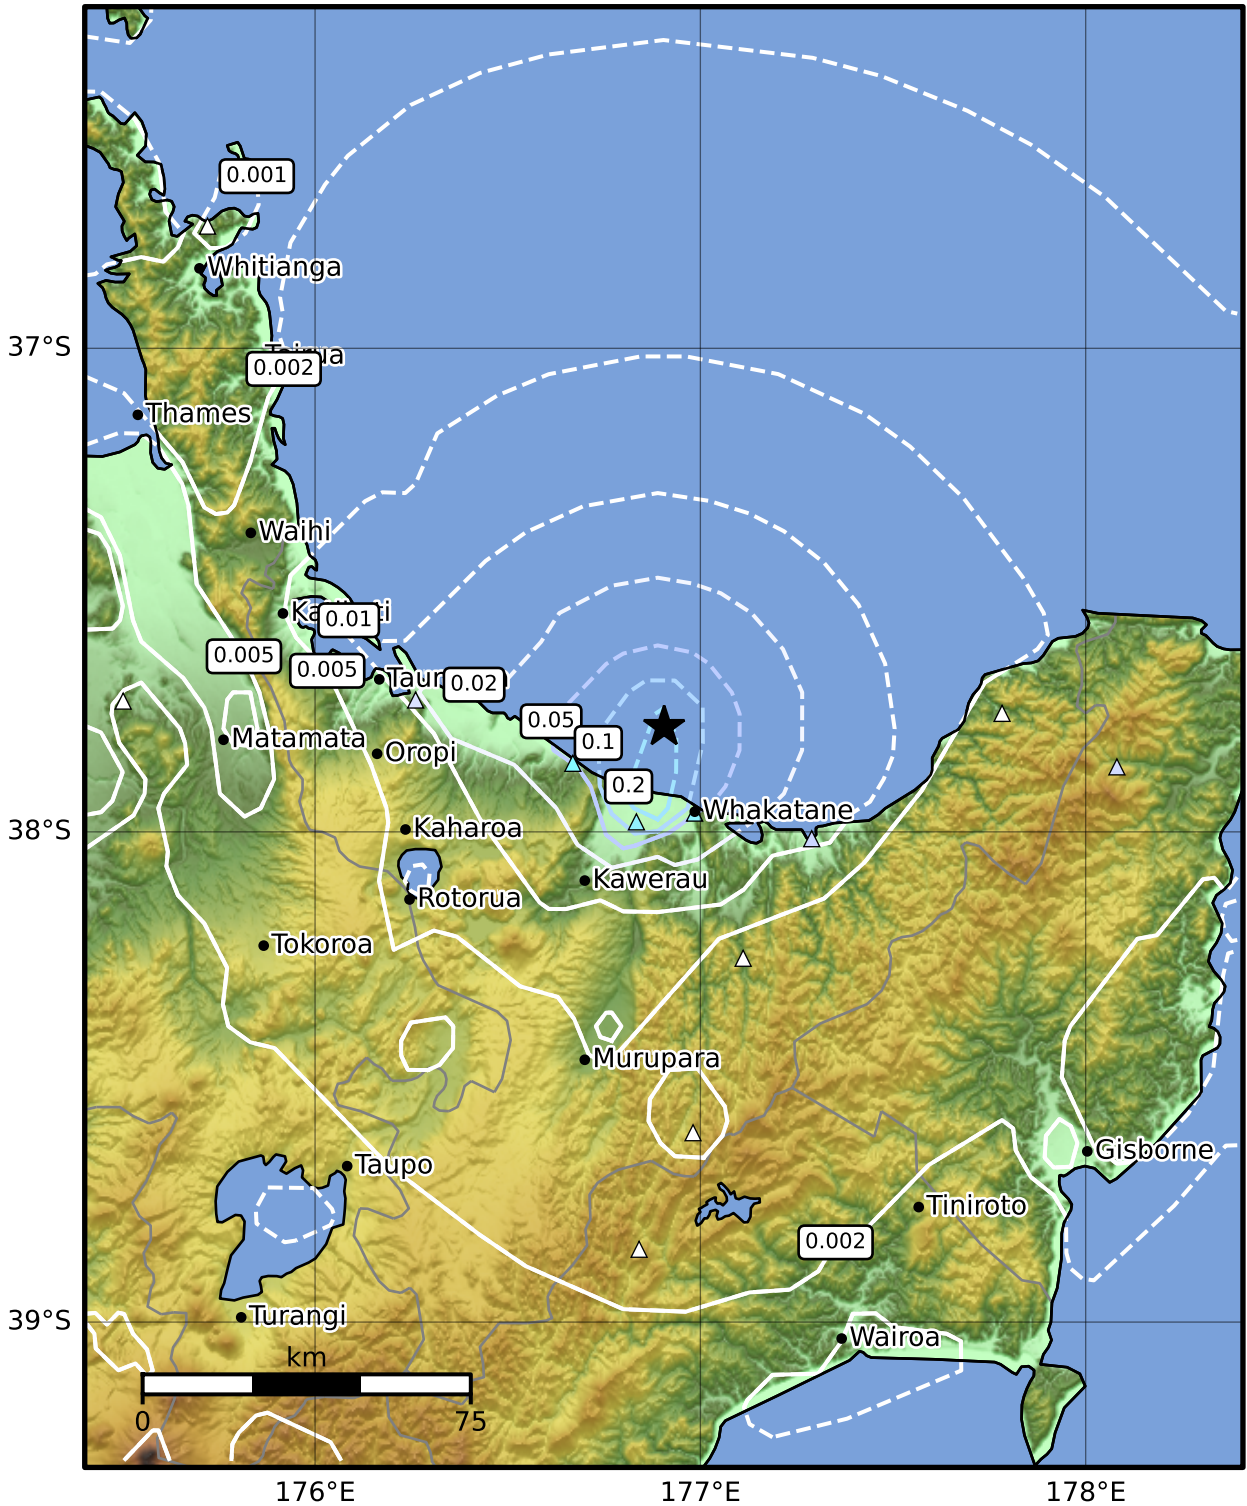 0.001
Whitianga
37°S
0.002
Thames
Waihi
0.01
0.005
0.005
0.02
0.05
0.1
0.2
Matamata
Oropi
Whakatane
38°S
Kaharoa
Kawerau
Rotorua
Tokoroa
Murupara
Gisborne
Taupo
Tiniroto
0.002
39°S
Turangi
Wairoa
km
0
75
176°E
177°E
178°E